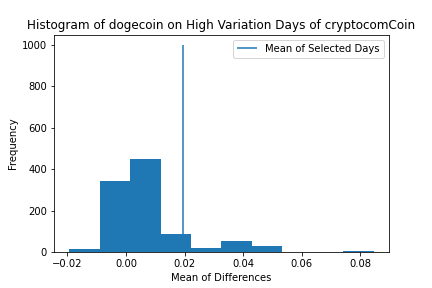 Histogram of dogecoin on High Variation Days of cryptocomCoin
Mean of Selected Days
Frequency
1000
800
600
400
200
0
−0.02 0.00 0.02 0.04 0.06 0.08
Mean of Differences